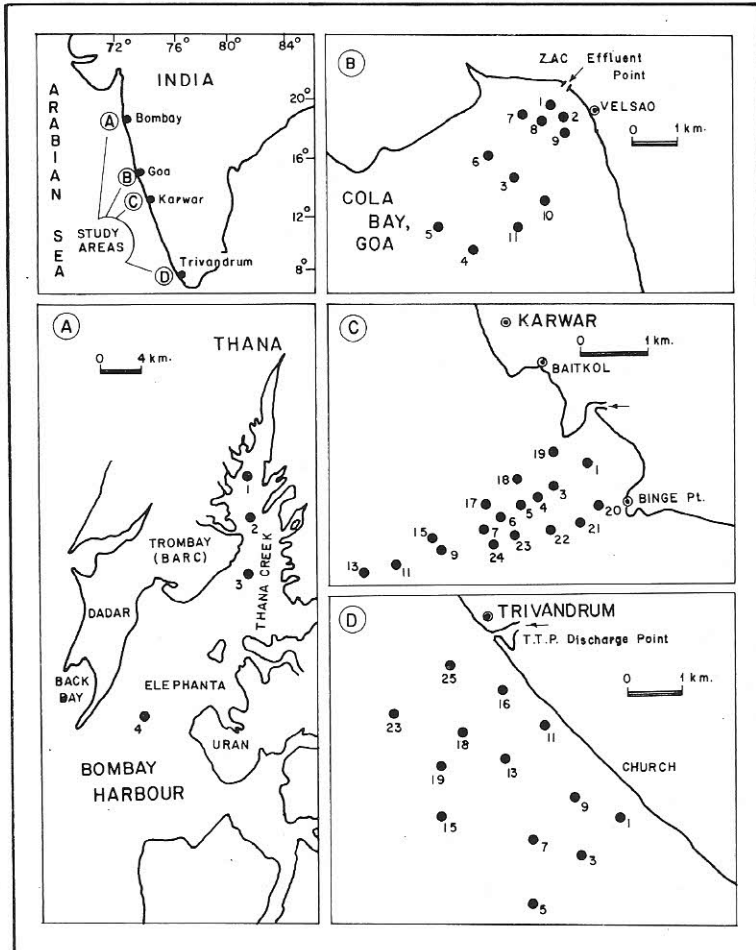 72° 76° 81° 84°
INDIA
ARABIAN SEA
20°
16°
12°
8°
A
Bombay
B
Goa
C
Karwar
STUDY
AREAS
D
Trivandrum
B
ZAC Effluent
Point
VELSAO
1
2
7
8
9
6
3
10
5
11
4
0 1 km.
COLA
BAY,
GOA
A
0 4 km.
THANA
1
2
TROMBAY
(BARC)
3
THANA CREEK
DADAR
BACK
BAY
ELEPHANTA
4
URAN
BOMBAY
HARBOUR
C
KARWAR
0 1 km.
BAITKOL
19
1
18
3
4
BINGE Pt.
17
5
20
6
21
15
7
22
9
24
23
13
11
D
TRIVANDRUM
T.T.P. Discharge Point
25
16
0 1 km.
23
11
18
13
CHURCH
19
9
15
1
7
3
5